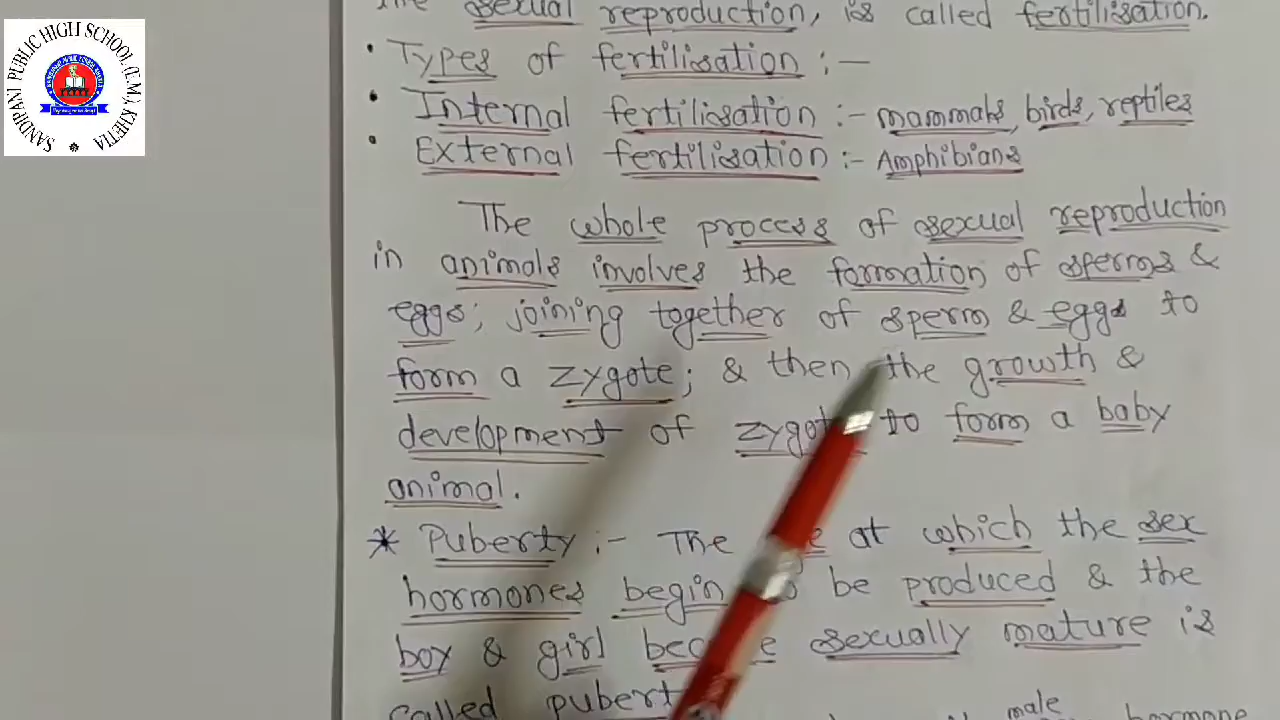 SANDIPANI PUBLIC HIGH SCHOOL (E.M.), KHETIA
the sexual reproduction, is called fertilisation.
• Types of fertilisation :—
• Internal fertilisation :- mammals, birds, reptiles
• External fertilisation :- Amphibians
The whole process of sexual reproduction
in animals involves the formation of sperms &
eggs; joining together of sperm & eggs to
form a zygote; & then the growth &
development of to form a baby
animal.
* Puberty :- The at which the sex
hormones begin be produced & the
boy & girl become sexually mature is
called
male
hormone